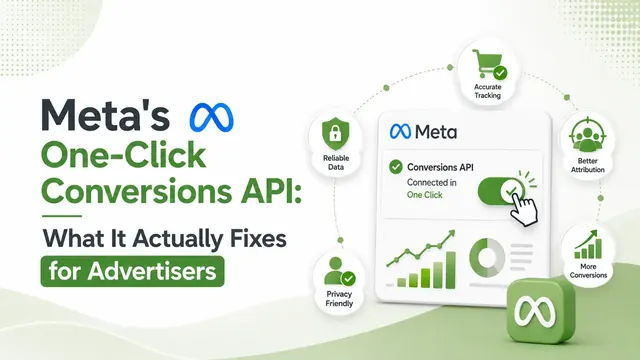 Meta's
One-Click
Conversions API:
What It Actually Fixes
for Advertisers
Accurate
Tracking
Reliable
Data
Meta
Conversions API
Connected in
One Click
Better
Attribution
Privacy
Friendly
More
Conversions